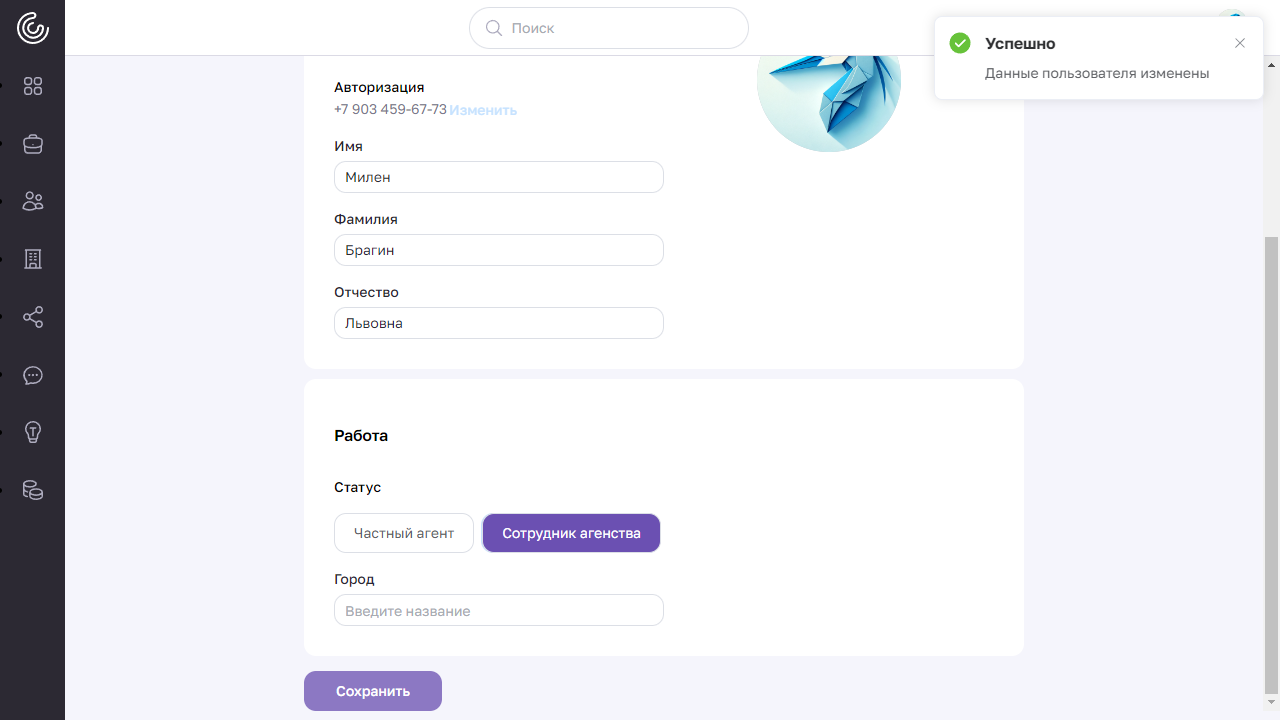 Поиск
Успешно
Данные пользователя изменены
Авторизация
+7 903 459-67-73 Изменить
Имя
Милен
Фамилия
Брагин
Отчество
Львовна
Работа
Статус
Частный агент
Сотрудник агенства
Город
Введите название
Сохранить